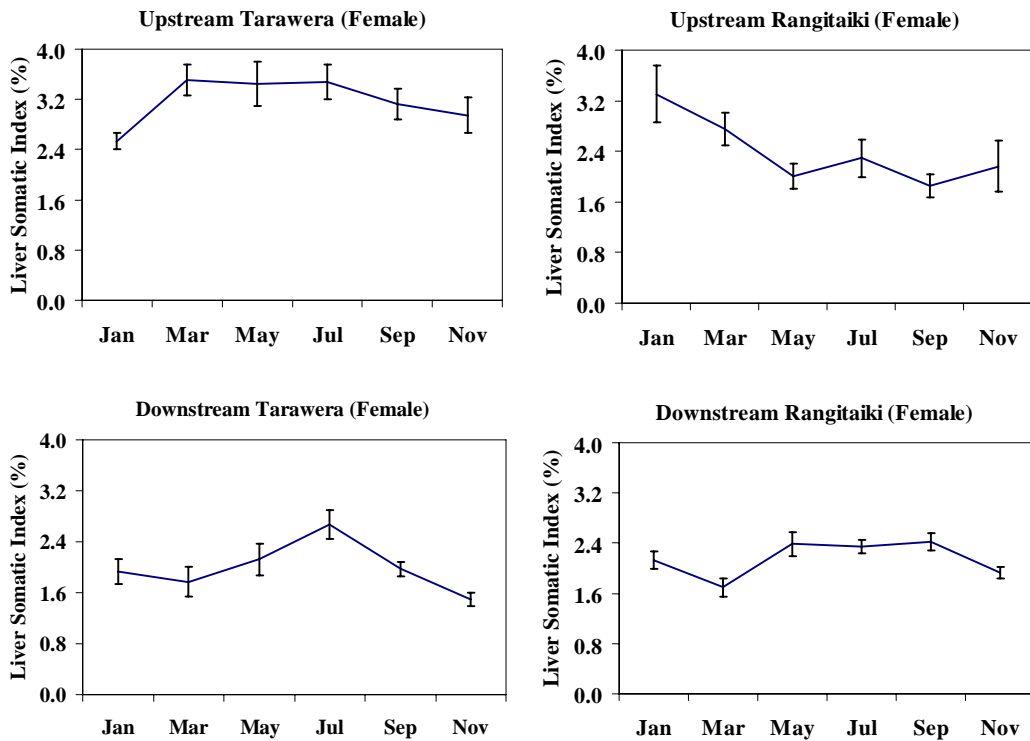 Upstream Tarawera (Female)
Liver Somatic Index (%)
4.0
3.2
2.4
1.6
0.8
0.0
Jan Mar May Jul Sep Nov
Upstream Rangitaiki (Female)
Liver Somatic Index (%)
4.0
3.2
2.4
1.6
0.8
0.0
Jan Mar May Jul Sep Nov
Downstream Tarawera (Female)
Liver Somatic Index (%)
4.0
3.2
2.4
1.6
0.8
0.0
Jan Mar May Jul Sep Nov
Downstream Rangitaiki (Female)
Liver Somatic Index (%)
4.0
3.2
2.4
1.6
0.8
0.0
Jan Mar May Jul Sep Nov